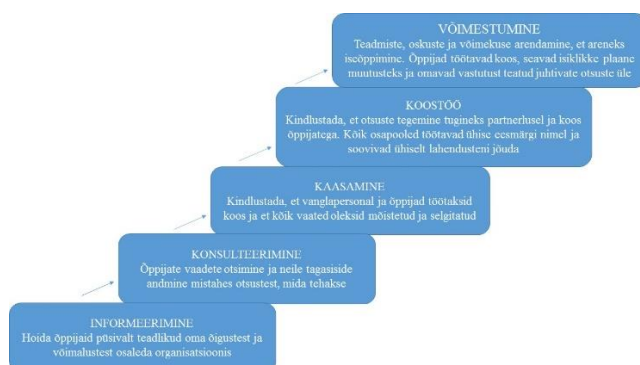 VÕIMESTUMINE
Teadmiste, oskuste ja võimekuse arendamine, et areneks
iseõppimine. Õppijad töötavad koos, seavad isiklikke plaane
muutusteks ja omavad vastutust teatud juhtivate otsuste üle
KOOSTÖÖ
Kindlustada, et otsuste tegemine tugineks partnerlusel ja koos
õppijatega. Kõik osapooled töötavad ühise eesmärgi nimel ja
soovivad ühiselt lahendusteni jõuda
KAASAMINE
Kindlustada, et vanglapersonal ja õppijad töötaksid
koos ja et kõik vaated oleksid mõistetud ja selgitatud
KONSULTEERIMINE
Õppijate vaadete otsimine ja neile tagasiside
andmine mistahes otsustest, mida tehakse
INFORMEERIMINE
Hoida õppijaid püsivalt teadlikud oma õigustest ja
võimalustest osaleda organisatsioonis